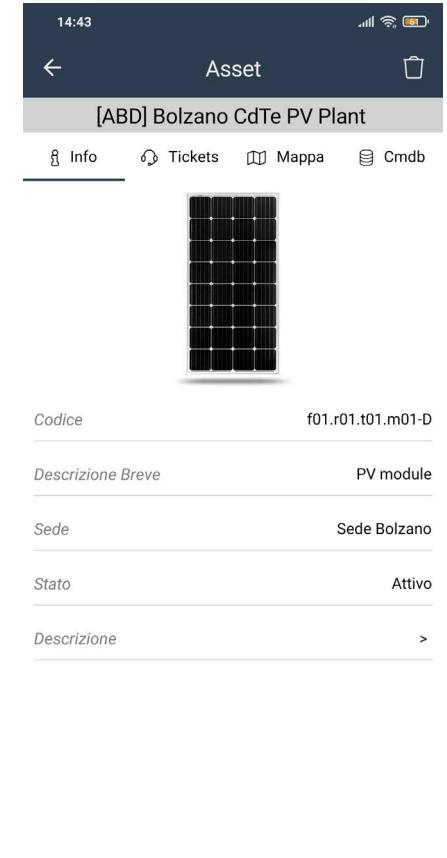 14:43
61
Asset
[ABD] Bolzano CdTe PV Plant
Info Tickets Mappa Cmdb
Codice f01.r01.t01.m01-D
Descrizione Breve PV module
Sede Sede Bolzano
Stato Attivo
Descrizione >